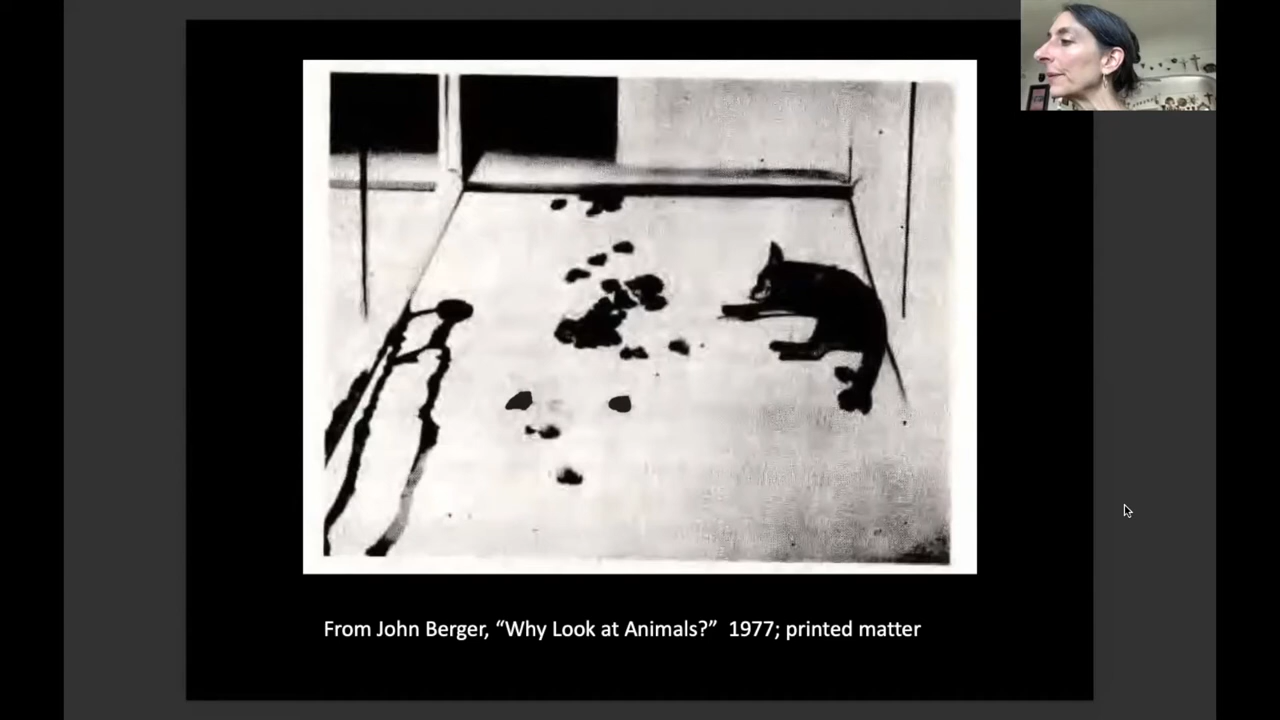 From John Berger, “Why Look at Animals?”  1977; printed matter